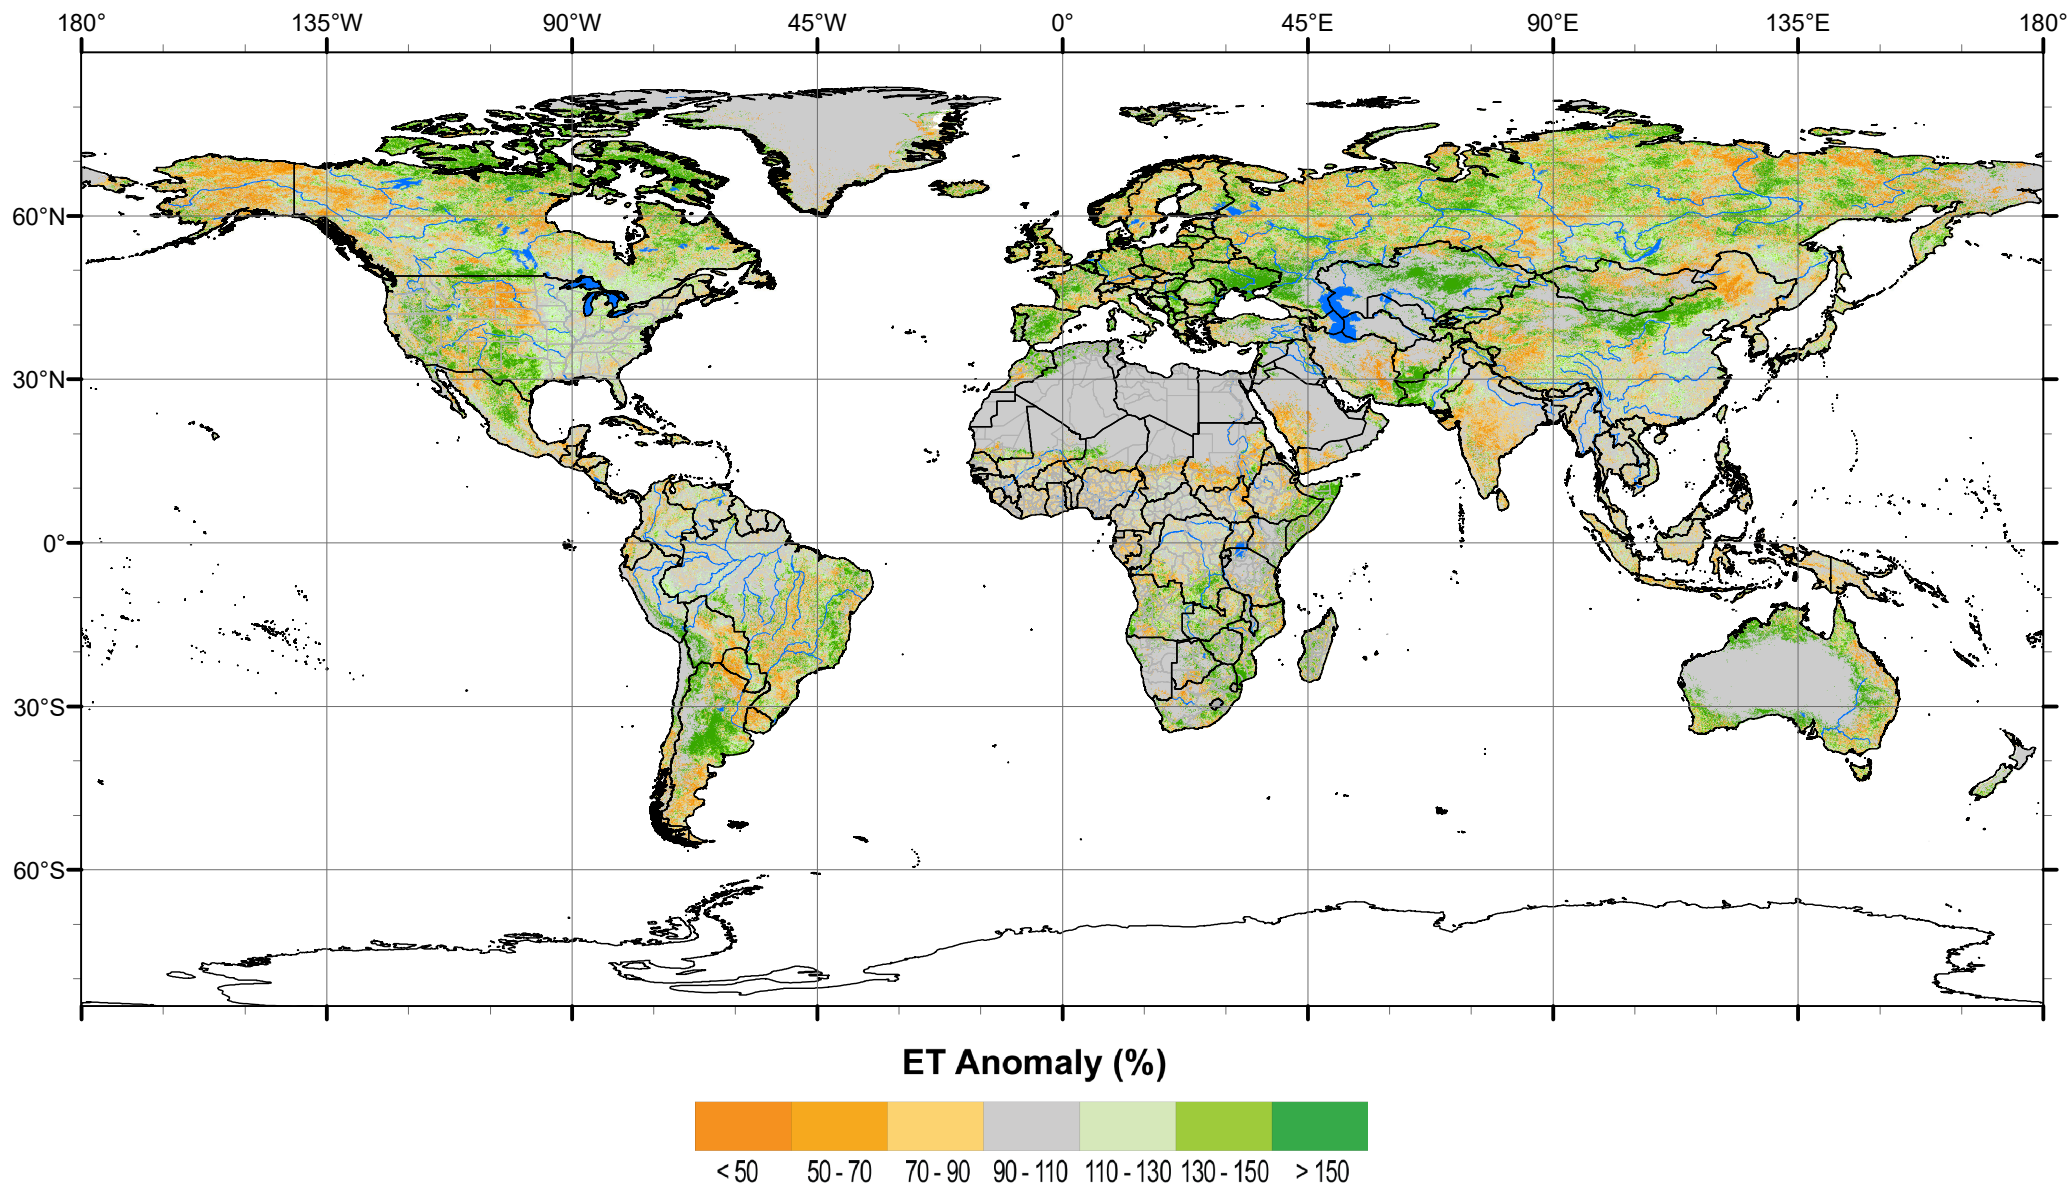 180° 135°W 90°W 45°W 0° 45°E 90°E 135°E 180°
60°N
30°N
0°
30°S
60°S
ET Anomaly (%)
< 50 50 - 70 70 - 90 90 - 110 110 - 130 130 - 150 > 150